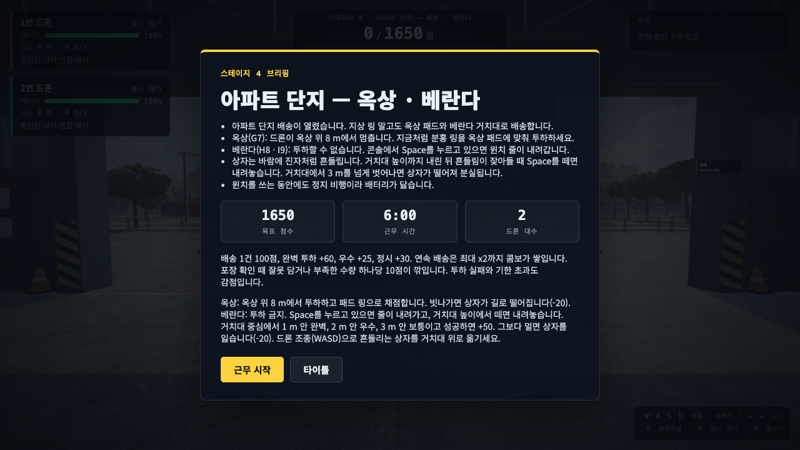 1번 드론
100%
2번 드론
100%
스테이지 4 · 아파트 단지 — 옥상 · 베란다
0 / 1650 점
스테이지 4 브리핑
아파트 단지 — 옥상 · 베란다
• 아파트 단지 배송이 열렸습니다. 지상 링 말고도 옥상 패드와 베란다 거치대로 배송합니다.
• 옥상(G7): 드론이 옥상 위 8 m에서 멈춥니다. 지금처럼 분홍 링을 옥상 패드에 맞춰 투하하세요.
• 베란다(H8 · I9): 투하할 수 없습니다. 콘솔에서 Space를 누르고 있으면 윈치 줄이 내려갑니다.
• 상자는 바람에 진자처럼 흔들립니다. 거치대 높이까지 내린 뒤 흔들림이 잦아들 때 Space를 떼면
내려놓습니다. 거치대에서 3 m를 넘게 벗어나면 상자가 떨어져 분실됩니다.
• 윈치를 쓰는 동안에도 정지 비행이라 배터리가 닳습니다.
1650
목표 점수
6:00
근무 시간
2
드론 대수
배송 1건 100점, 완벽 투하 +60, 우수 +25, 정시 +30. 연속 배송은 최대 x2까지 콤보가 쌓입니다.
포장 확인 때 잘못 담거나 부족한 수량 하나당 10점이 깎입니다. 투하 실패와 기한 초과도
감점입니다.
옥상: 옥상 위 8 m에서 투하하고 패드 링으로 채점합니다. 빗나가면 상자가 길로 떨어집니다(-20).
베란다: 투하 금지. Space를 누르고 있으면 줄이 내려가고, 거치대 높이에서 떼면 내려놓습니다.
거치대 중심에서 1 m 안 완벽, 2 m 안 우수, 3 m 안 보통이고 성공하면 +50. 그보다 멀면 상자를
잃습니다(-20). 드론 조종(WASD)으로 흔들리는 상자를 거치대 위로 옮기세요.
근무 시작
타이틀